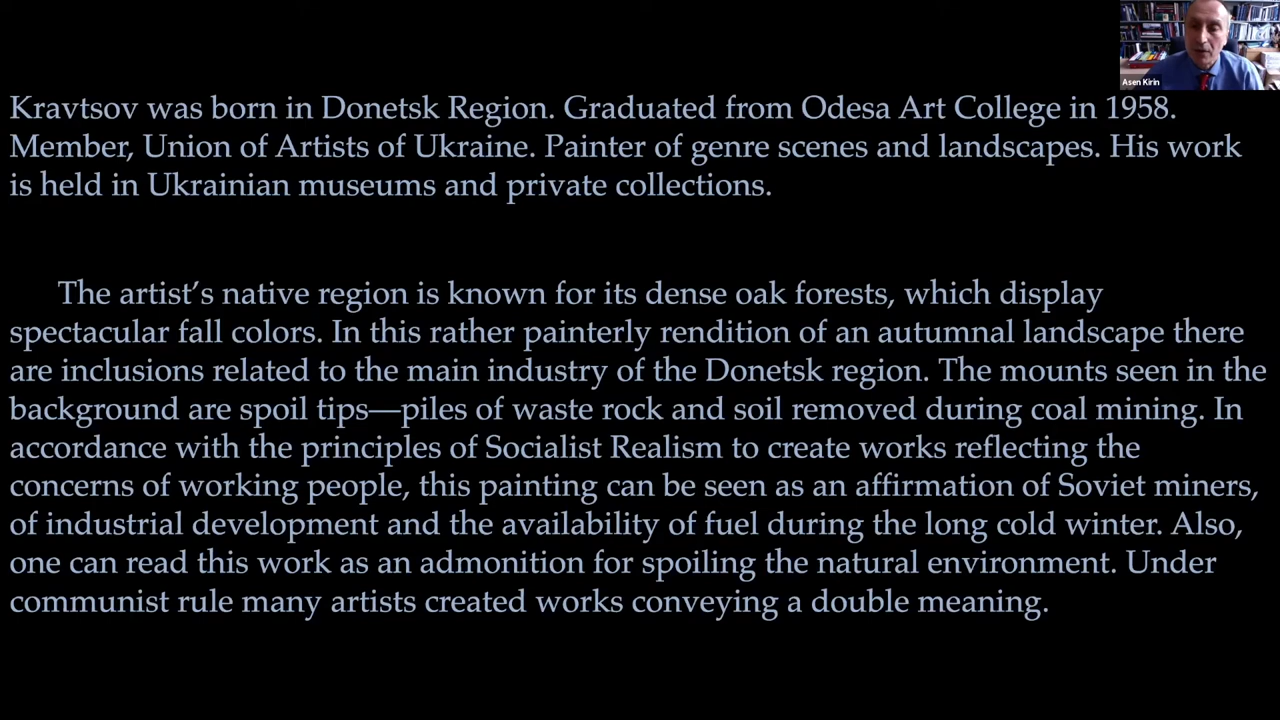 Asen Kirin
Kravtsov was born in Donetsk Region. Graduated from Odesa Art College in 1958.
Member, Union of Artists of Ukraine. Painter of genre scenes and landscapes. His work
is held in Ukrainian museums and private collections.
The artist’s native region is known for its dense oak forests, which display
spectacular fall colors. In this rather painterly rendition of an autumnal landscape there
are inclusions related to the main industry of the Donetsk region. The mounts seen in the
background are spoil tips—piles of waste rock and soil removed during coal mining. In
accordance with the principles of Socialist Realism to create works reflecting the
concerns of working people, this painting can be seen as an affirmation of Soviet miners,
of industrial development and the availability of fuel during the long cold winter. Also,
one can read this work as an admonition for spoiling the natural environment. Under
communist rule many artists created works conveying a double meaning.